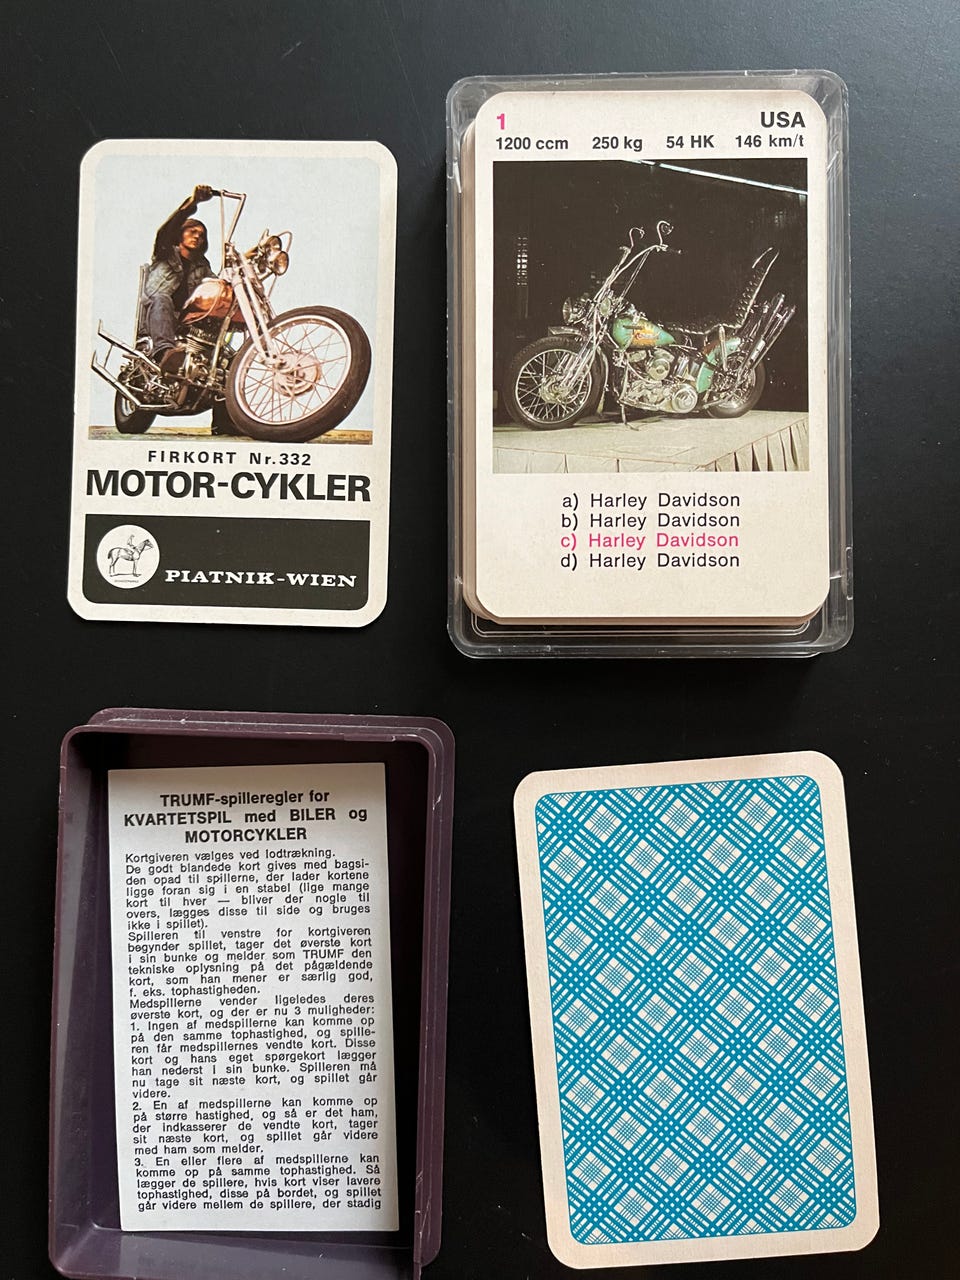 FIRKORT Nr.332
MOTOR-CYKLER
PIATNIK-WIEN
1 USA
1200 ccm 250 kg 54 HK 146 km/t
a) Harley Davidson
b) Harley Davidson
c) Harley Davidson
d) Harley Davidson
TRUMF-spilleregler for
KVARTETSPIL med BILER og
MOTORCYKLER
Kortgiveren vælges ved lodtrækning.
De godt blandede kort gives med bagsi-
den opad til spillerne, der lader kortene
ligge foran sig i en stabel (lige mange
kort til hver — bliver der nogle til
overs, lægges disse til side og bruges
ikke i spillet).
Spilleren til venstre for kortgiveren
begynder spillet, tager det øverste kort
i sin bunke og melder som TRUMF den
tekniske oplysning på det pågældende
kort, som han mener er særlig god,
f. eks. tophastigheden.
Medspillerne vender ligeledes deres
øverste kort, og der er nu 3 muligheder:
1. Ingen af medspillerne kan komme op
på den samme tophastighed, og spille-
ren får medspillernes vendte kort. Disse
kort og hans eget spørgekort lægger
han nederst i sin bunke. Spilleren må
nu tage sit næste kort, og spillet går
videre.
2. En af medspillerne kan komme op
på større hastighed, og så er det ham,
der indkasserer de vendte kort, tager
sit næste kort, og spillet går videre
med ham som melder.
3. En eller flere af medspillerne kan
komme op på samme tophastighed. Så
lægger de spillere, hvis kort viser lavere
tophastighed, disse på bordet, og spillet
går videre mellem de spillere, der stadig